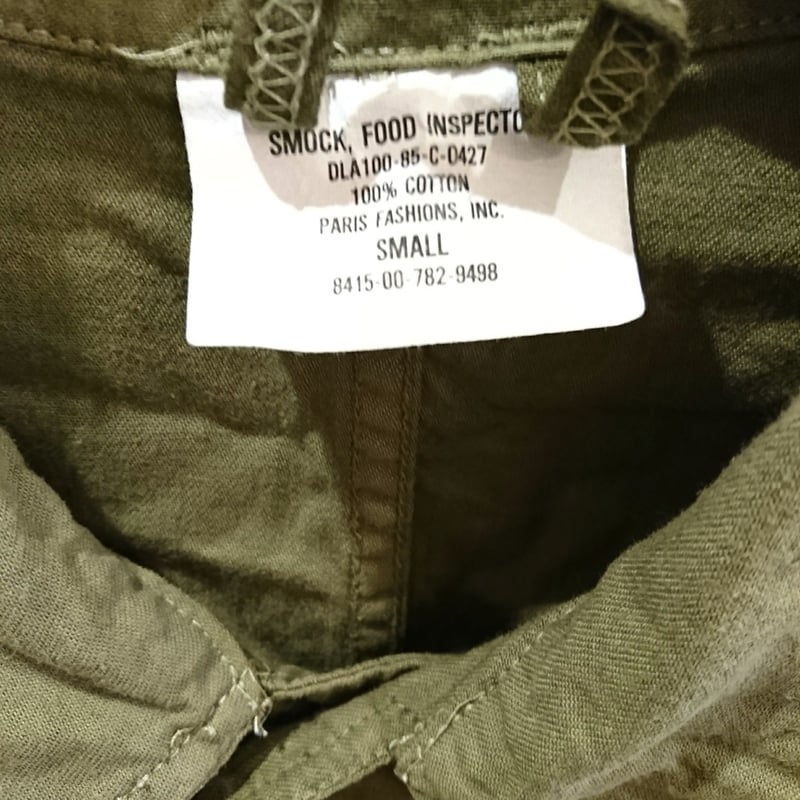 SMOCK, FOOD INSPECTO
DLA100-85-C-0427
100% COTTON
PARIS FASHIONS, INC.
SMALL
8415-00-782-9498